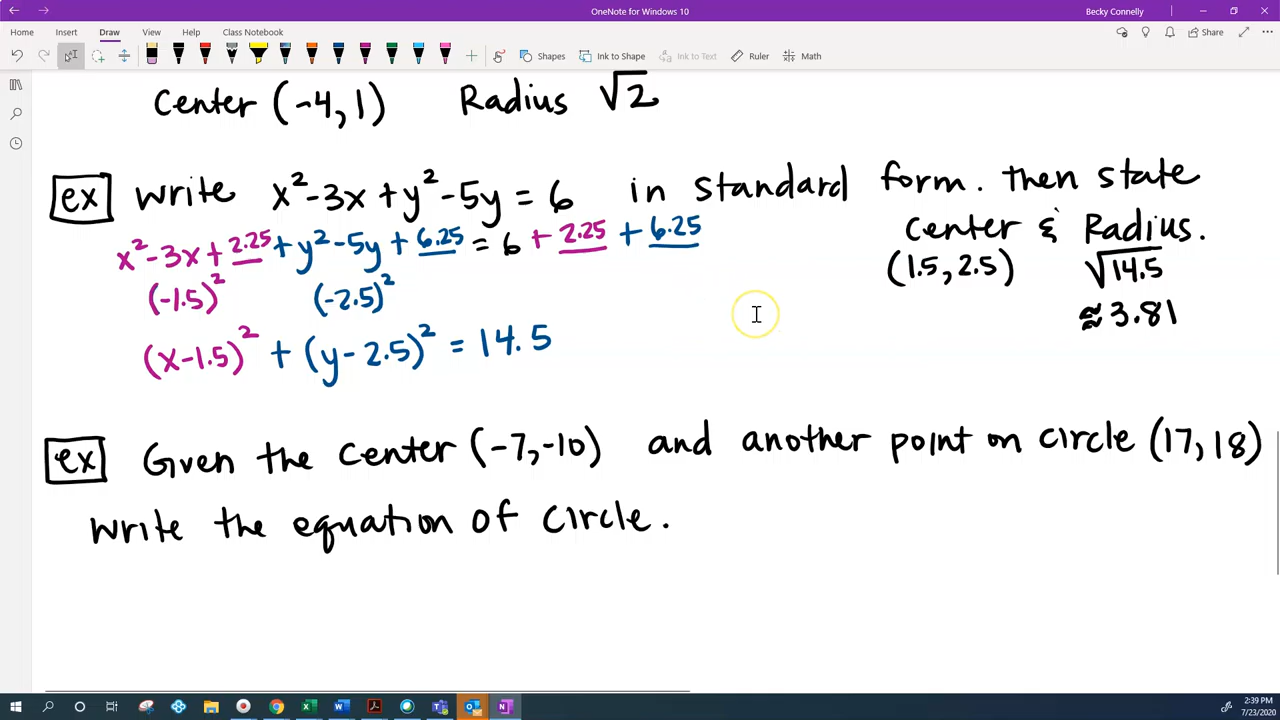 OneNote for Windows 10
Becky Connelly
Home Insert Draw View Help Class Notebook
Share
Shapes Ink to Shape Ink to Text Ruler Math
Center (-4, 1) Radius √2
ex write x²-3x+y²-5y = 6 in standard form. then state
Center & Radius.
x²-3x+2.25+y²-5y+6.25 = 6 + 2.25 + 6.25
(1.5, 2.5) √14.5
(-1.5)² (-2.5)²
≈ 3.81
(x-1.5)² + (y-2.5)² = 14.5
ex Given the center (-7,-10) and another point on circle (17, 18)
write the equation of circle.
2:39 PM
7/23/2020